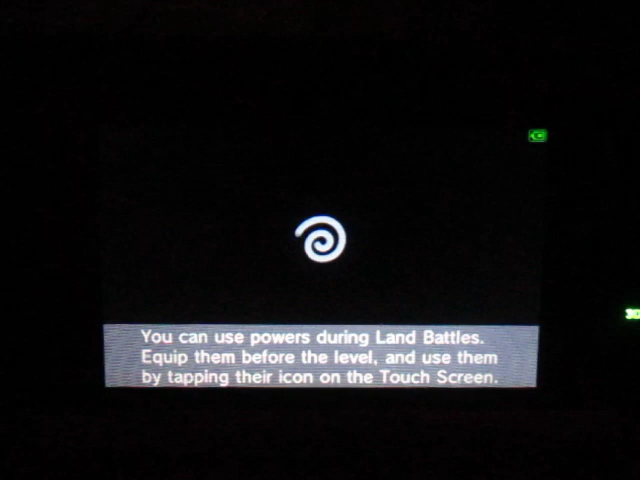 You can use powers during Land Battles.
Equip them before the level, and use them
by tapping their icon on the Touch Screen.